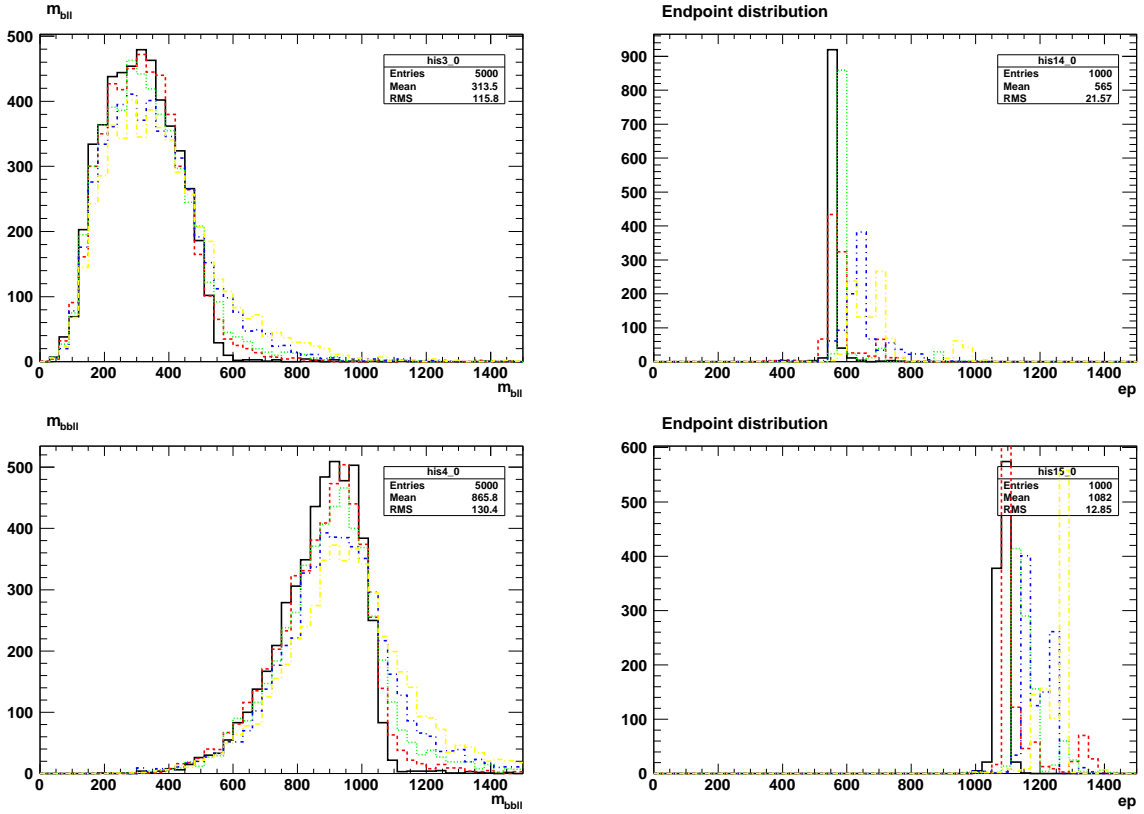 m_bll
his3_0
Entries 5000
Mean 313.5
RMS 115.8
500
400
300
200
100
0
0 200 400 600 800 1000 1200 1400
m_bll
Endpoint distribution
his14_0
Entries 1000
Mean 565
RMS 21.57
900
800
700
600
500
400
300
200
100
0
0 200 400 600 800 1000 1200 1400
ep
m_bbll
his4_0
Entries 5000
Mean 865.8
RMS 130.4
500
400
300
200
100
0
0 200 400 600 800 1000 1200 1400
m_bbll
Endpoint distribution
his15_0
Entries 1000
Mean 1082
RMS 12.85
600
500
400
300
200
100
0
0 200 400 600 800 1000 1200 1400
ep